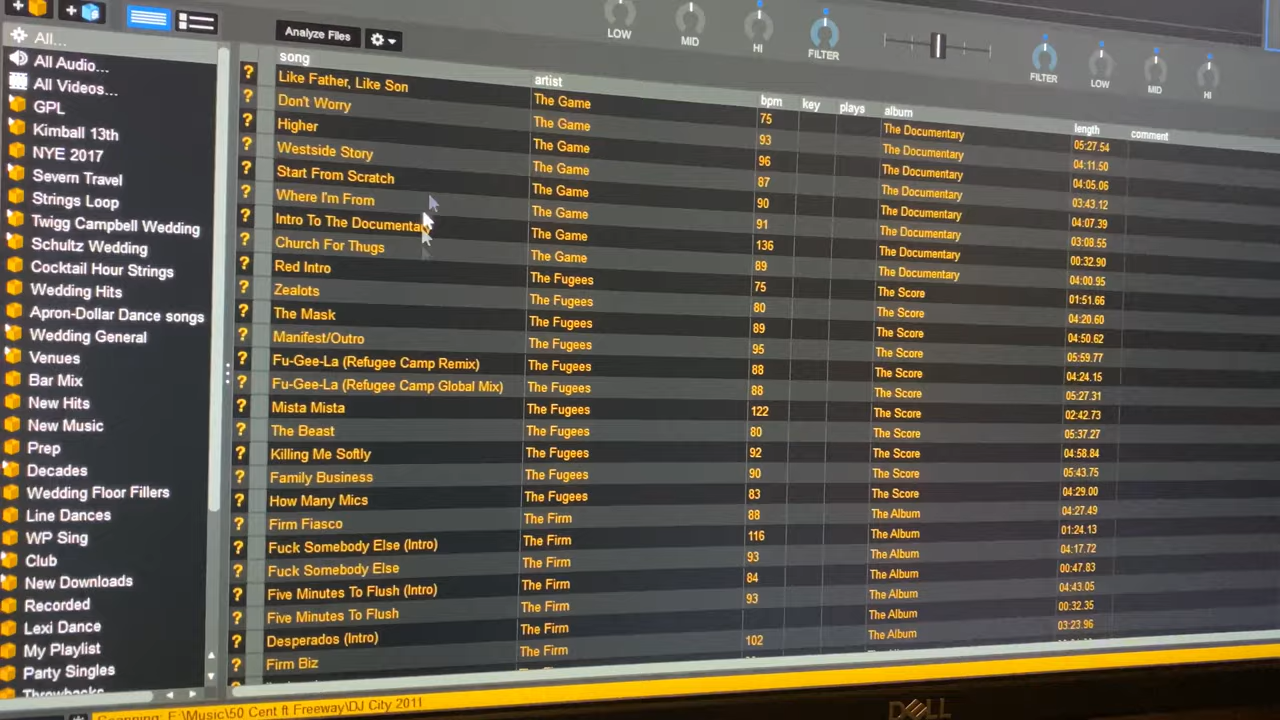 Analyze Files
LOW MID HI FILTER FILTER LOW MID HI
All...
All Audio...
All Videos...
GPL
Kimball 13th
NYE 2017
Severn Travel
Strings Loop
Twigg Campbell Wedding
Schultz Wedding
Cocktail Hour Strings
Wedding Hits
Apron-Dollar Dance songs
Wedding General
Venues
Bar Mix
New Hits
New Music
Prep
Decades
Wedding Floor Fillers
Line Dances
WP Sing
Club
New Downloads
Recorded
Lexi Dance
My Playlist
Party Singles
Throwbacks
song artist bpm key plays album length comment
? Like Father, Like Son The Game 75 The Documentary 05:27.54
? Don't Worry The Game 93 The Documentary 04:11.50
? Higher The Game 96 The Documentary 04:05.06
? Westside Story The Game 87 The Documentary 03:43.12
? Start From Scratch The Game 90 The Documentary 04:07.39
? Where I'm From The Game 91 The Documentary 03:08.55
? Intro To The Documentary The Game 136 The Documentary 00:32.90
? Church For Thugs The Game 89 The Documentary 04:00.95
? Red Intro The Fugees 75 The Score 01:51.66
? Zealots The Fugees 80 The Score 04:20.60
? The Mask The Fugees 89 The Score 04:50.62
? Manifest/Outro The Fugees 95 The Score 05:59.77
? Fu-Gee-La (Refugee Camp Remix) The Fugees 88 The Score 04:24.15
? Fu-Gee-La (Refugee Camp Global Mix) The Fugees 88 The Score 05:27.31
? Mista Mista The Fugees 122 The Score 02:42.73
? The Beast The Fugees 80 The Score 05:37.27
? Killing Me Softly The Fugees 92 The Score 04:58.84
? Family Business The Fugees 90 The Score 05:43.75
? How Many Mics The Fugees 83 The Score 04:29.00
? Firm Fiasco The Firm 88 The Album 04:27.49
? Fuck Somebody Else (Intro) The Firm 116 The Album 01:24.13
? Fuck Somebody Else The Firm 93 The Album 04:17.72
? Five Minutes To Flush (Intro) The Firm 84 The Album 00:47.83
? Five Minutes To Flush The Firm 93 The Album 04:43.05
? Desperados (Intro) The Firm The Album 00:32.35
? Firm Biz The Firm 102 The Album 03:23.96
Scanning: F:\Music\50 Cent ft Freeway\DJ City 2011
DELL